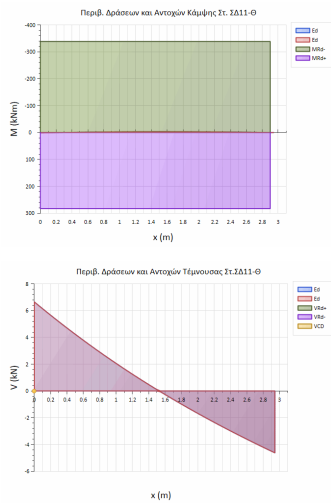 Περιβ. Δράσεων και Αντοχών Κάμψης Στ. ΣΔ11-Θ
-400
-300
-200
-100
0
100
200
300
M (kNm)
0 0.2 0.4 0.6 0.8 1 1.2 1.4 1.6 1.8 2 2.2 2.4 2.6 2.8 3
x (m)
Ed
Ed
MRd-
MRd+
Περιβ. Δράσεων και Αντοχών Τέμνουσας Στ.ΣΔ11-Θ
8
6
4
2
0
-2
-4
-6
V (kN)
0 0.2 0.4 0.6 0.8 1 1.2 1.4 1.6 1.8 2 2.2 2.4 2.6 2.8 3
x (m)
Ed
Ed
VRd+
VRd-
VCD